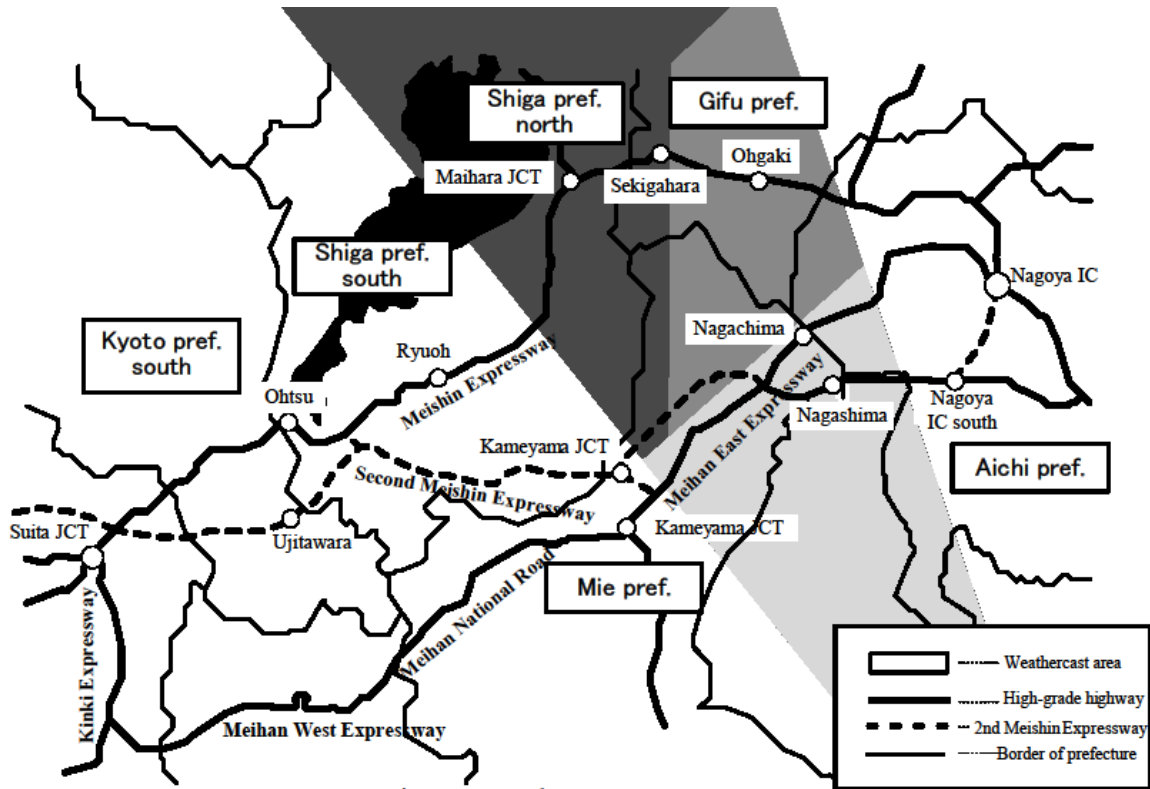 Shiga pref.
north
Gifu pref.
Ohgaki
Maihara JCT
Sekigahara
Shiga pref.
south
Nagoya IC
Kyoto pref.
south
Nagachima
Ryuoh
Meishin Expressway
Ohtsu
Nagashima
Nagoya
IC south
Meihan East Expressway
Kameyama JCT
Aichi pref.
Second Meishin Expressway
Suita JCT
Ujitawara
Kameyama JCT
Mie pref.
Meihan National Road
Kinki Expressway
Meihan West Expressway
Weathercast area
High-grade highway
2nd Meishin Expressway
Border of prefecture